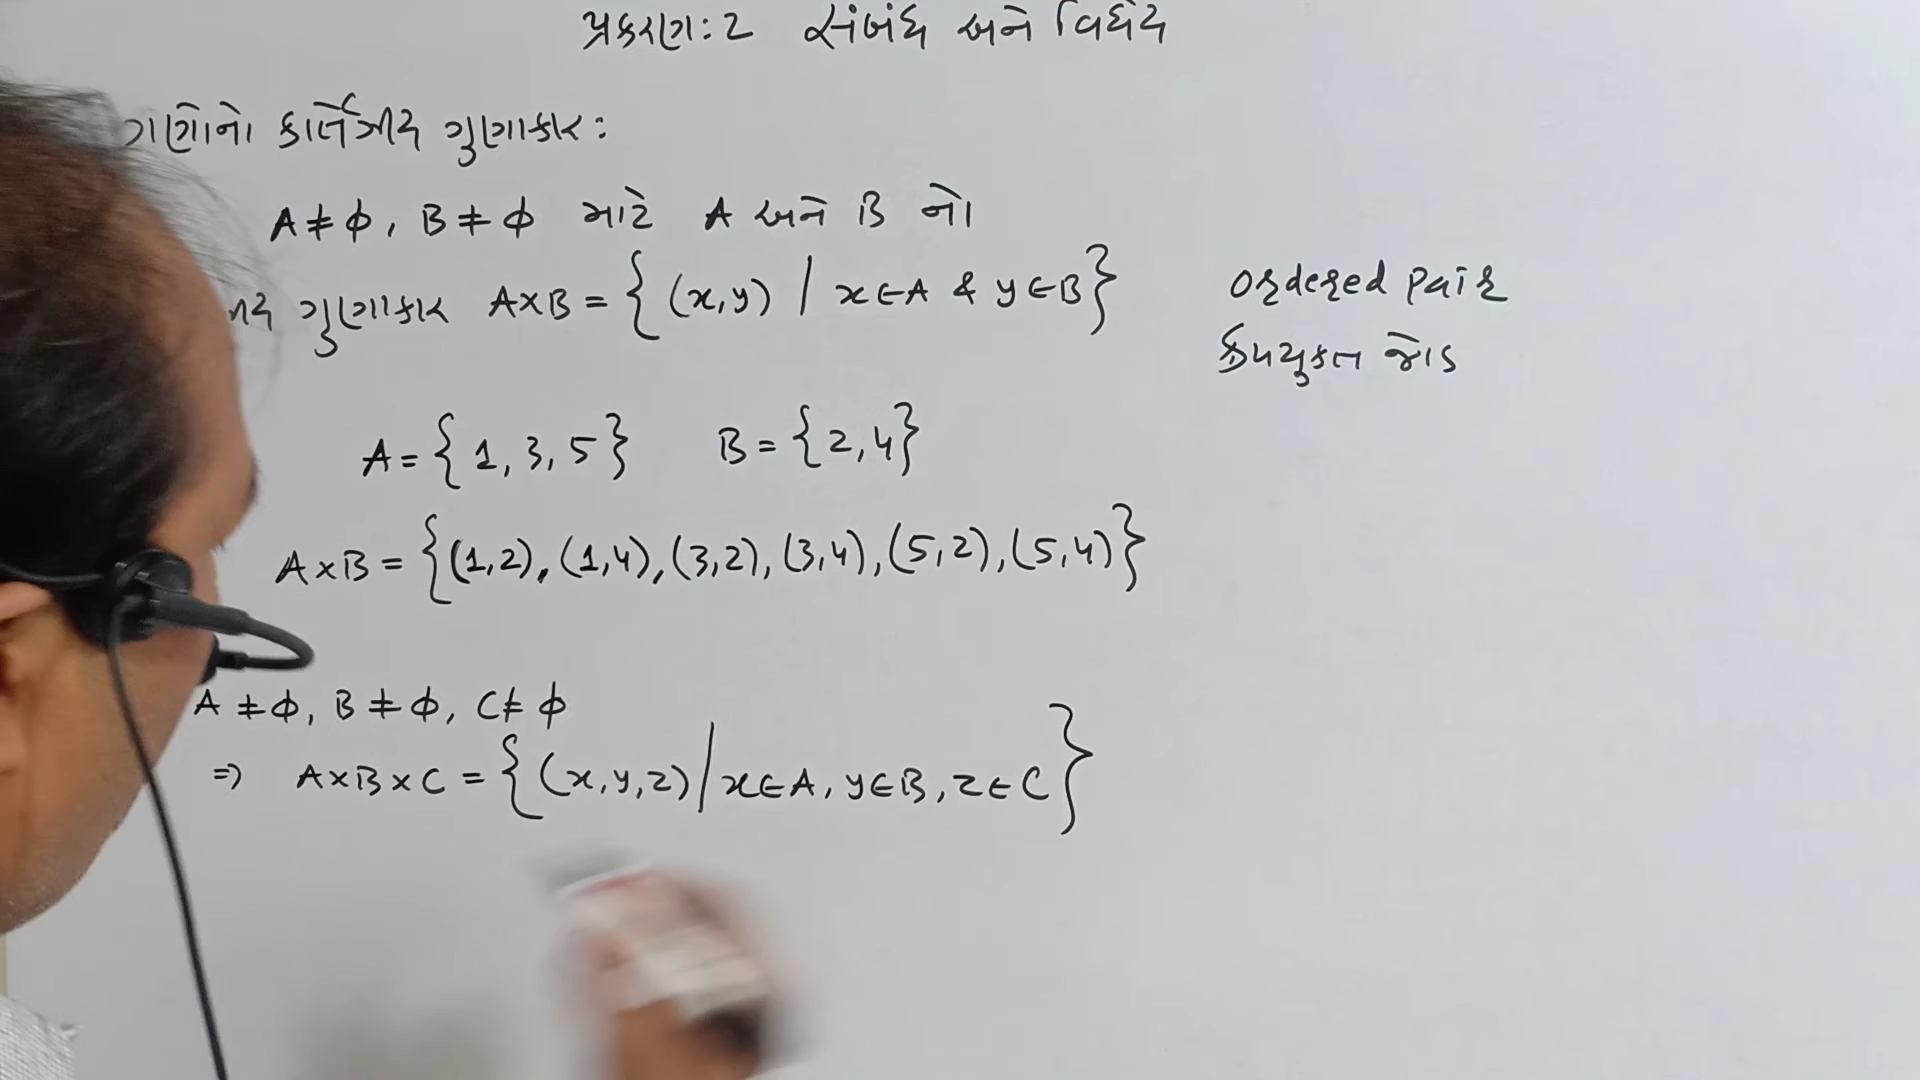 પ્રકરણ: 2 સંબંધ અને વિધેય
ગણોનો કાર્તેઝીય ગુણાકાર:
A ≠ ϕ, B ≠ ϕ માટે A અને B નો
ગુણાકાર A×B = {(x,y) / x∈A & y∈B}
ordered pair
ક્રમયુક્ત જોડ
A = {1, 3, 5} B = {2,4}
A×B = {(1,2), (1,4), (3,2), (3,4), (5,2), (5,4)}
A ≠ ϕ, B ≠ ϕ, C ≠ ϕ
⇒ A×B×C = {(x,y,z) / x∈A, y∈B, z∈C}